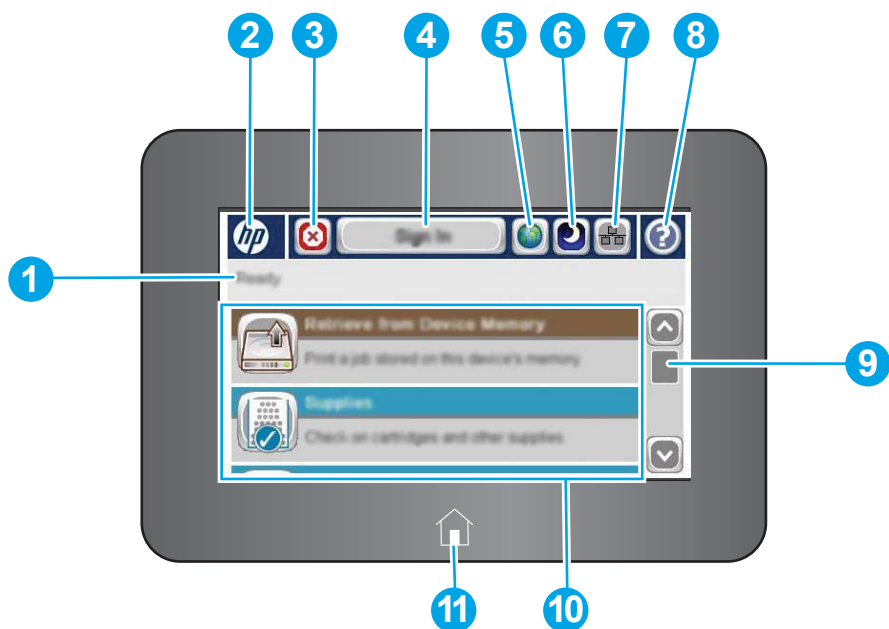 2 3 4 5 6 7 8
hp Sign In ?
1
Ready
Retrieve from Device Memory
Print a job stored on this device's memory.
9
Supplies
Check on cartridges and other supplies
11 10